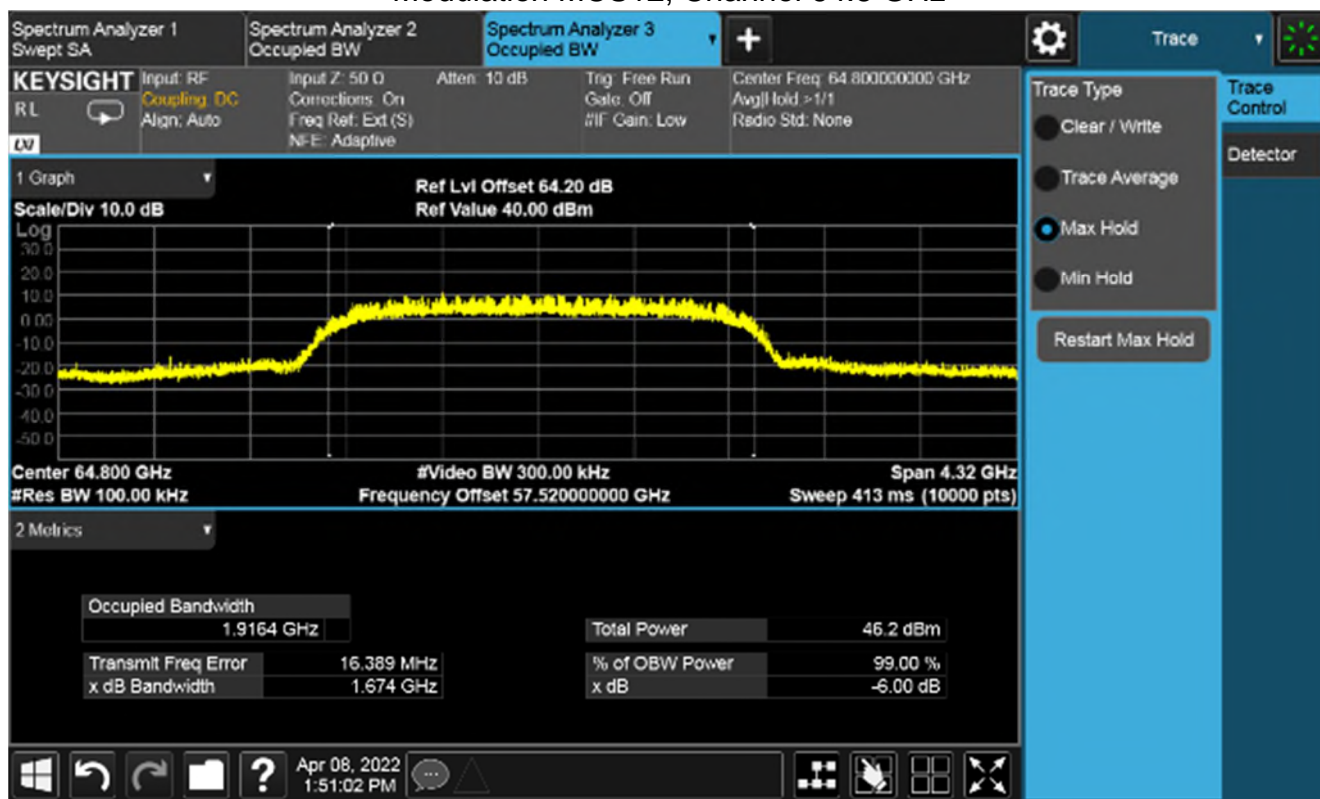 Spectrum Analyzer 1
Swept SA
Spectrum Analyzer 2
Occupied BW
Spectrum Analyzer 3
Occupied BW
Trace
KEYSIGHT
RL
LXI
Input: RF
Coupling: DC
Align: Auto
Input Z: 50 Ω
Corrections: On
Freq Ref: Ext (S)
NFE: Adaptive
Atten: 10 dB
Trig: Free Run
Gate: Off
#IF Gain: Low
Center Freq: 64.800000000 GHz
Avg|Hold:>1/1
Radio Std: None
Trace Type
Clear / Write
Trace Average
Max Hold
Min Hold
Restart Max Hold
Trace
Control
Detector
1 Graph
Scale/Div 10.0 dB
Ref Lvl Offset 64.20 dB
Ref Value 40.00 dBm
Log
30.0
20.0
10.0
0.00
-10.0
-20.0
-30.0
-40.0
-50.0
Center 64.800 GHz
#Video BW 300.00 kHz
Span 4.32 GHz
#Res BW 100.00 kHz
Frequency Offset 57.520000000 GHz
Sweep 413 ms (10000 pts)
2 Metrics
Occupied Bandwidth
1.9164 GHz
Total Power 46.2 dBm
Transmit Freq Error 16.389 MHz
% of OBW Power 99.00 %
x dB Bandwidth 1.674 GHz
x dB -6.00 dB
?
Apr 08, 2022
1:51:02 PM